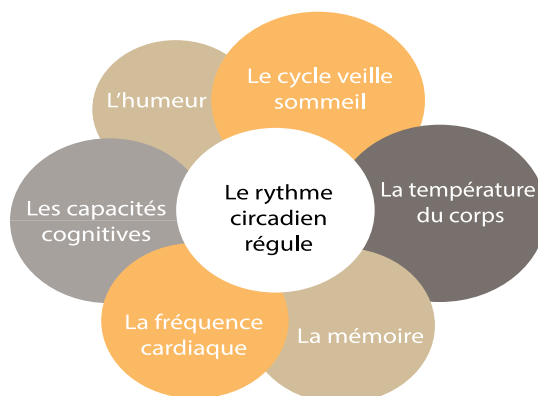 L'humeur
Le cycle veille
sommeil
Les capacités
cognitives
Le rythme
circadien
régule
La température
du corps
La fréquence
cardiaque
La mémoire